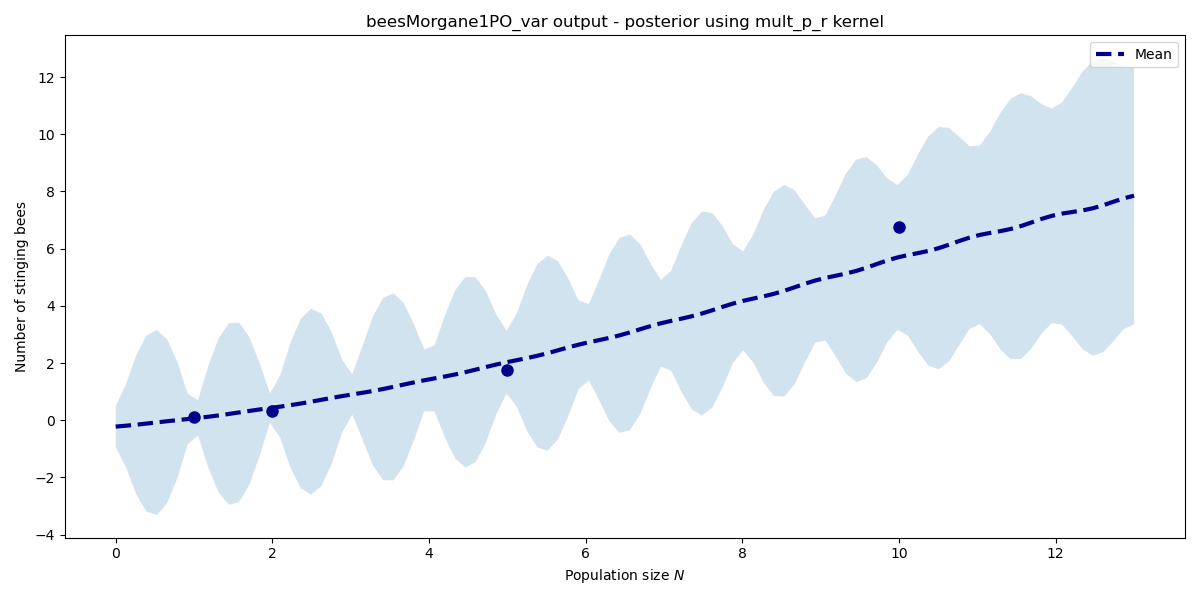 beesMorgane1PO_var output - posterior using mult_p_r kernel
Mean
12
10
8
6
4
2
0
−2
−4
Number of stinging bees
0 2 4 6 8 10 12
Population size N